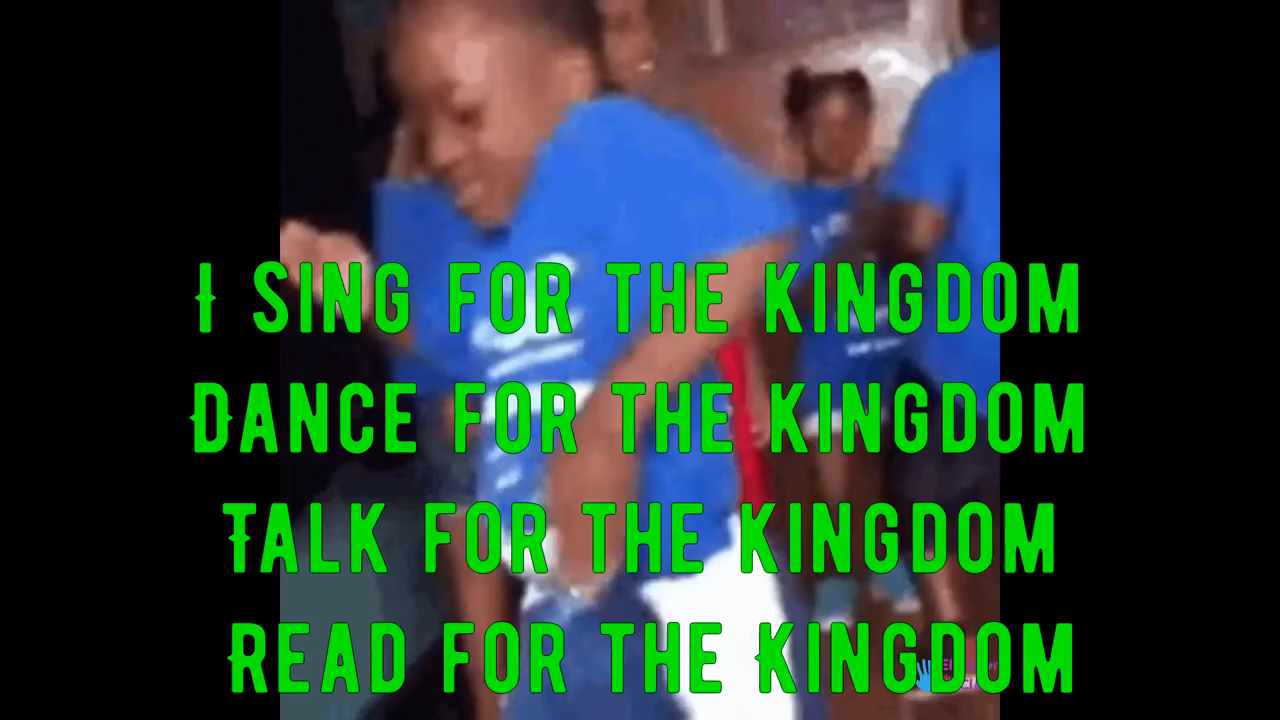 I SING FOR THE KINGDOM
DANCE FOR THE KINGDOM
TALK FOR THE KINGDOM
READ FOR THE KINGDOM